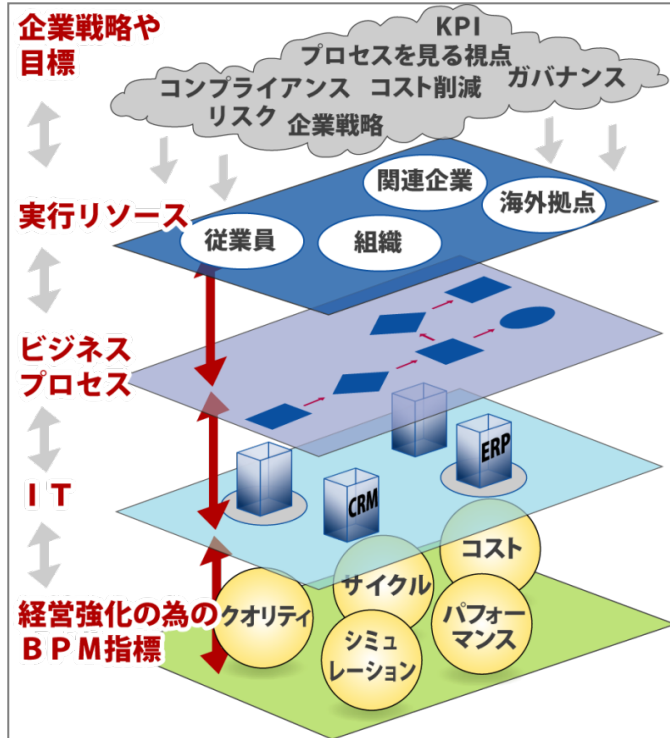 企業戦略や
目標
KPI
プロセスを見る視点
コンプライアンス コスト削減 ガバナンス
リスク 企業戦略
実行リソース
関連企業
海外拠点
従業員
組織
ビジネス
プロセス
ERP
CRM
ＩＴ
コスト
サイクル
クオリティ
パフォー
マンス
シミュ
レーション
経営強化の為の
ＢＰＭ指標